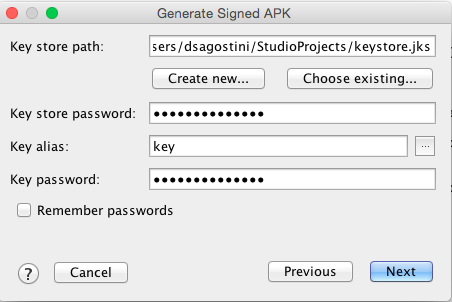 Generate Signed APK
Key store path: sers/dsagostini/StudioProjects/keystore.jks
Create new... Choose existing...
Key store password: ••••••••••••••
Key alias: key ...
Key password: ••••••••••••••
Remember passwords
? Cancel Previous Next